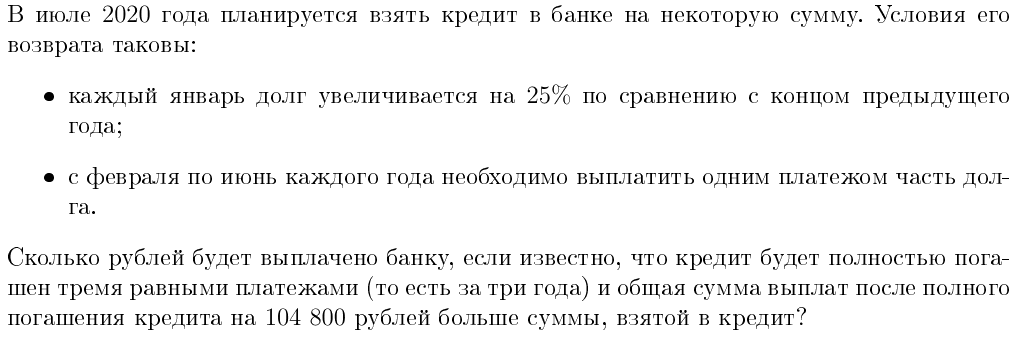 В июле 2020 года планируется взять кредит в банке на некоторую сумму. Условия его
возврата таковы:
• каждый январь долг увеличивается на 25% по сравнению с концом предыдущего
года;
• с февраля по июнь каждого года необходимо выплатить одним платежом часть дол-
га.
Сколько рублей будет выплачено банку, если известно, что кредит будет полностью пога-
шен тремя равными платежами (то есть за три года) и общая сумма выплат после полного
погашения кредита на 104 800 рублей больше суммы, взятой в кредит?